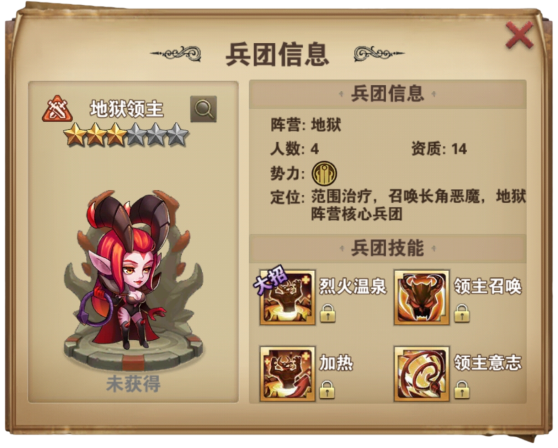 兵团信息
地狱领主
未获得
兵团信息
阵营: 地狱
人数: 4 资质: 14
势力:
定位: 范围治疗，召唤长角恶魔，地狱
阵营核心兵团
兵团技能
大招 烈火温泉 领主召唤
加热 领主意志